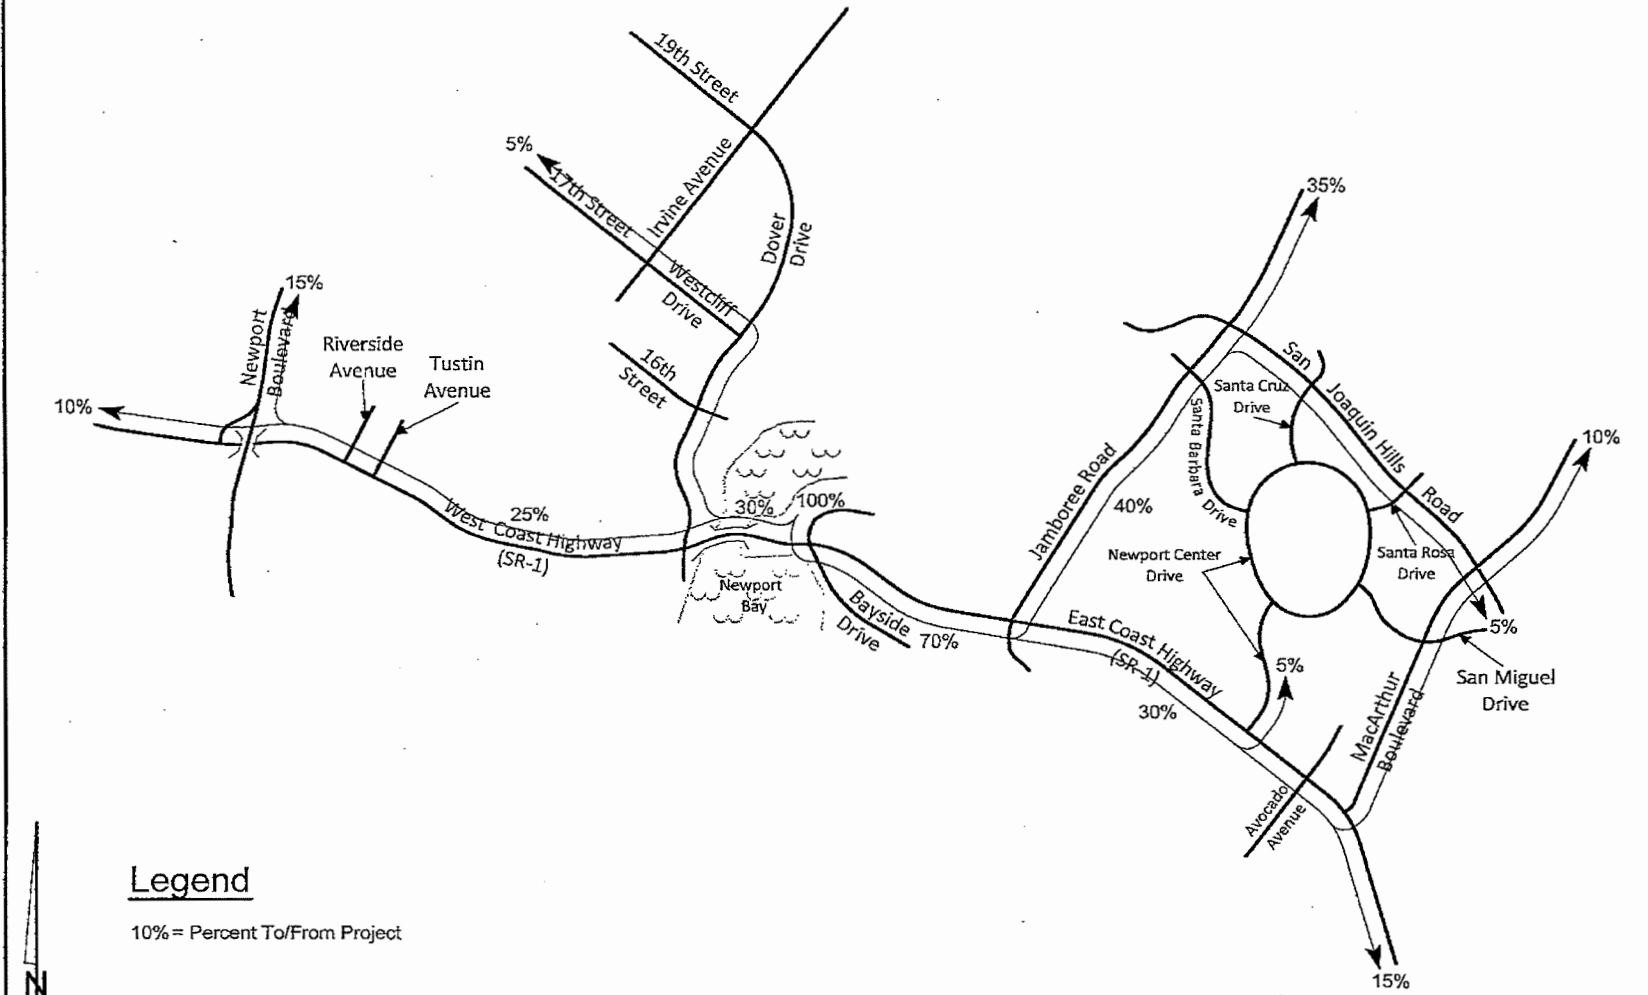 19th Street
5%
17th Street
Irvine Avenue
Dover
Drive
35%
Westcliff
Drive
15%
Newport
Boulevard
Riverside
Avenue
Tustin
Avenue
16th
Street
10%
San
Joaquin Hills
Road
Santa Cruz
Drive
Santa Barbara
Drive
10%
Jamboree Road
40%
100%
30%
25%
West Coast Highway
(SR-1)
Newport Center
Drive
Santa Rosa
Drive
Newport
Bay
Bayside
Drive
70%
East Coast Highway
(SR-1)
5%
5%
San Miguel
Drive
30%
MacArthur
Boulevard
Avocado
Avenue
15%
Legend
10% = Percent To/From Project
N